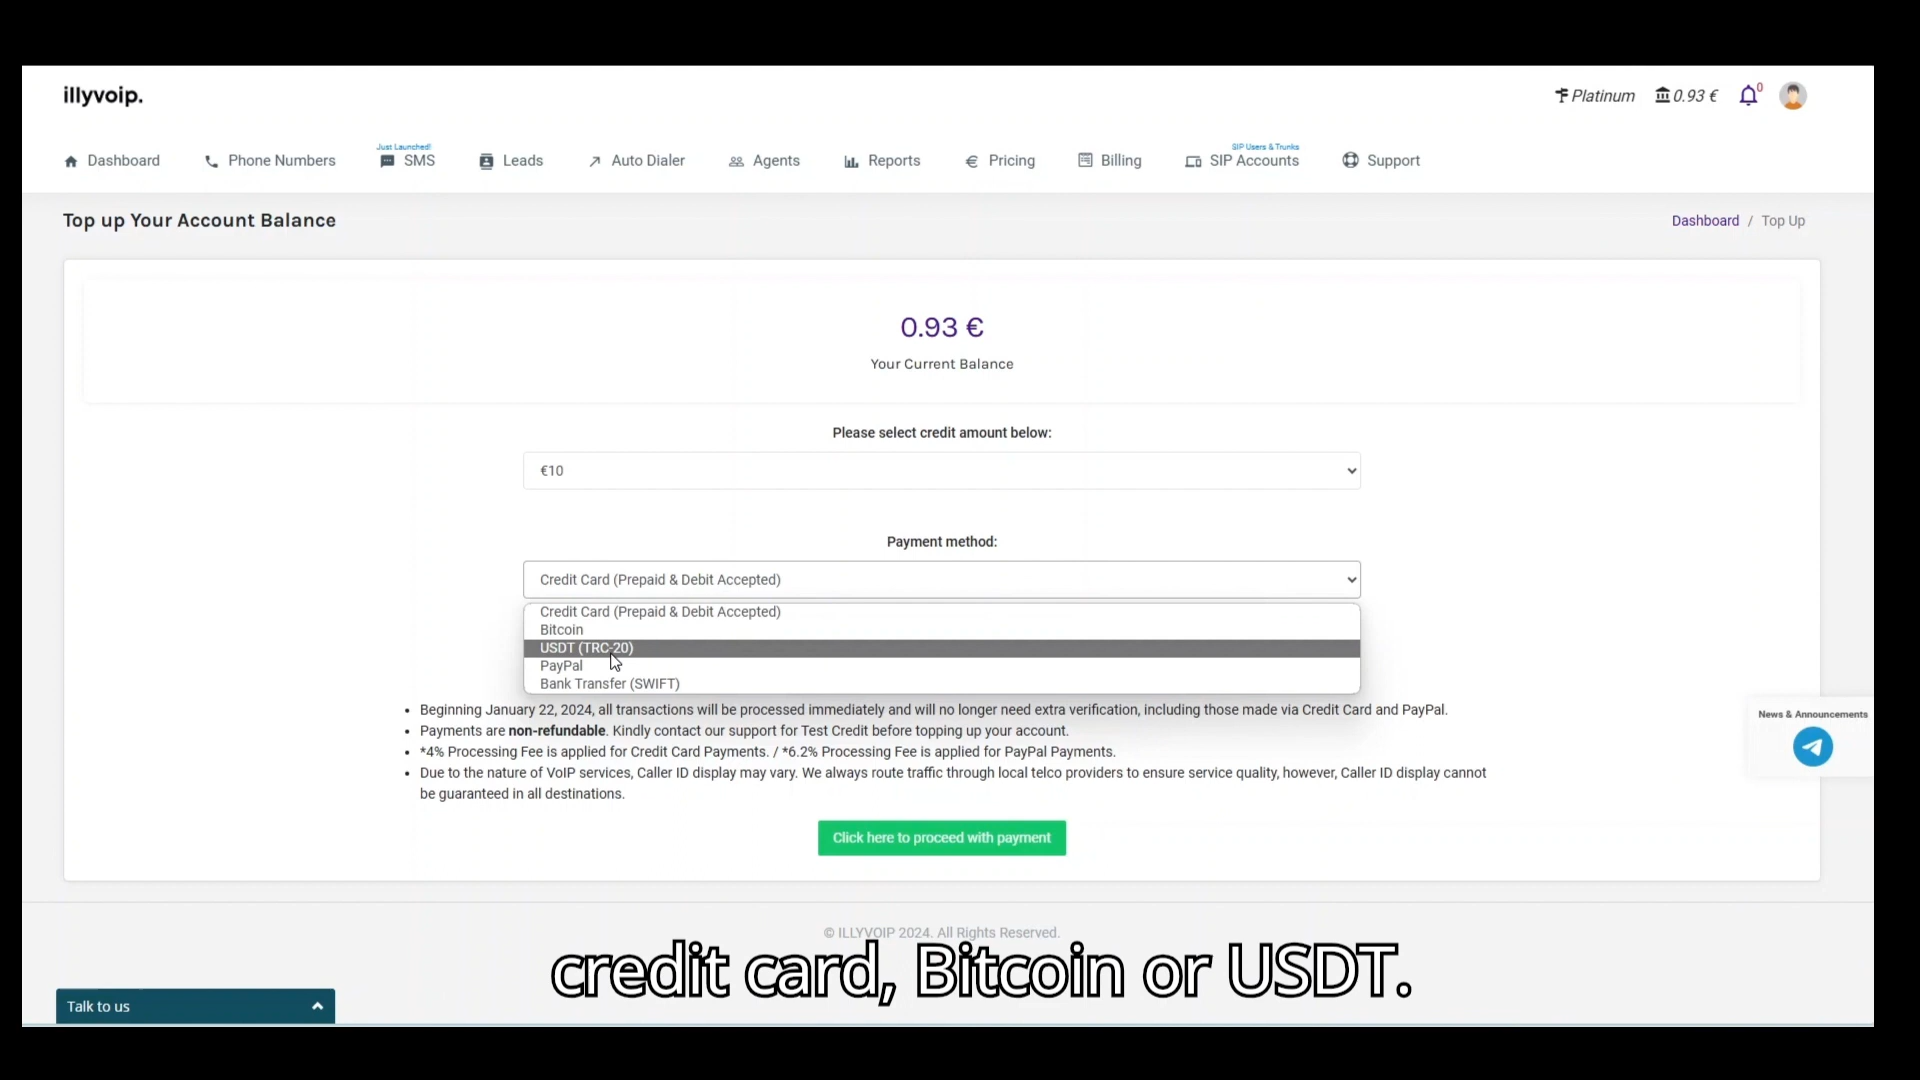 illyvoip.
Platinum 0.93 € 0
Dashboard Phone Numbers Just Launched! SMS Leads Auto Dialer Agents Reports Pricing Billing SIP Users & Trunks SIP Accounts Support
Top up Your Account Balance
Dashboard / Top Up
0.93 €
Your Current Balance
Please select credit amount below:
€10
Payment method:
Credit Card (Prepaid & Debit Accepted)
Credit Card (Prepaid & Debit Accepted)
Bitcoin
USDT (TRC-20)
PayPal
Bank Transfer (SWIFT)
• Beginning January 22, 2024, all transactions will be processed immediately and will no longer need extra verification, including those made via Credit Card and PayPal.
• Payments are non-refundable. Kindly contact our support for Test Credit before topping up your account.
• *4% Processing Fee is applied for Credit Card Payments. / *6.2% Processing Fee is applied for PayPal Payments.
• Due to the nature of VoIP services, Caller ID display may vary. We always route traffic through local telco providers to ensure service quality, however, Caller ID display cannot
be guaranteed in all destinations.
News & Announcements
Click here to proceed with payment
© ILLYVOIP 2024. All Rights Reserved.
credit card, Bitcoin or USDT.
Talk to us